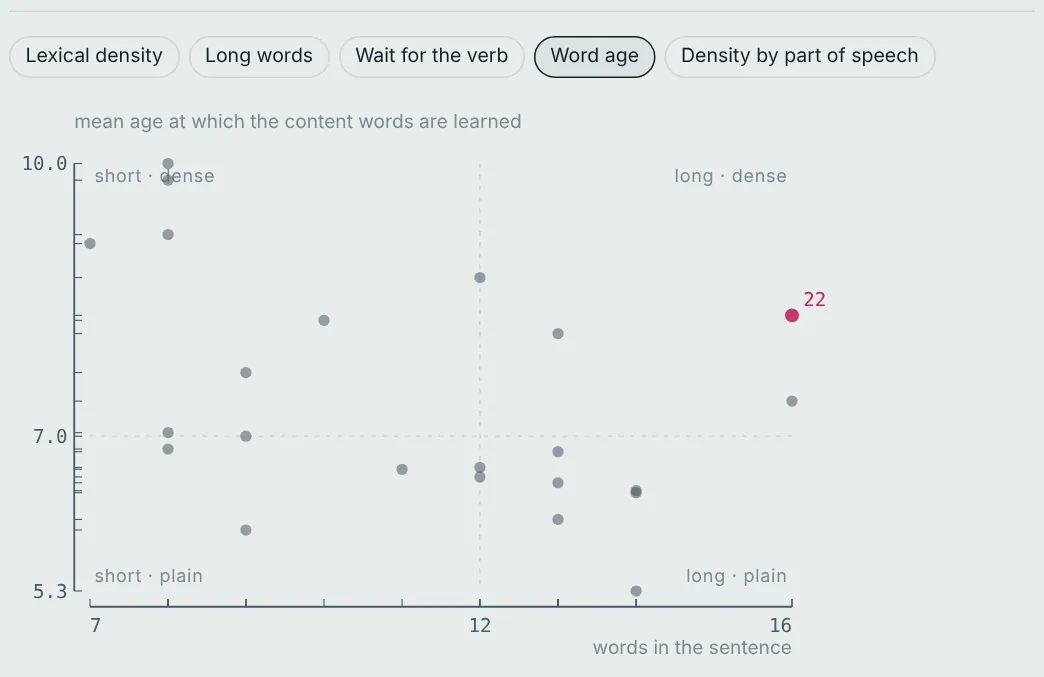 Lexical density Long words Wait for the verb Word age Density by part of speech
mean age at which the content words are learned
10.0
short · dense long · dense
22
7.0
short · plain long · plain
5.3
7 12 16
words in the sentence